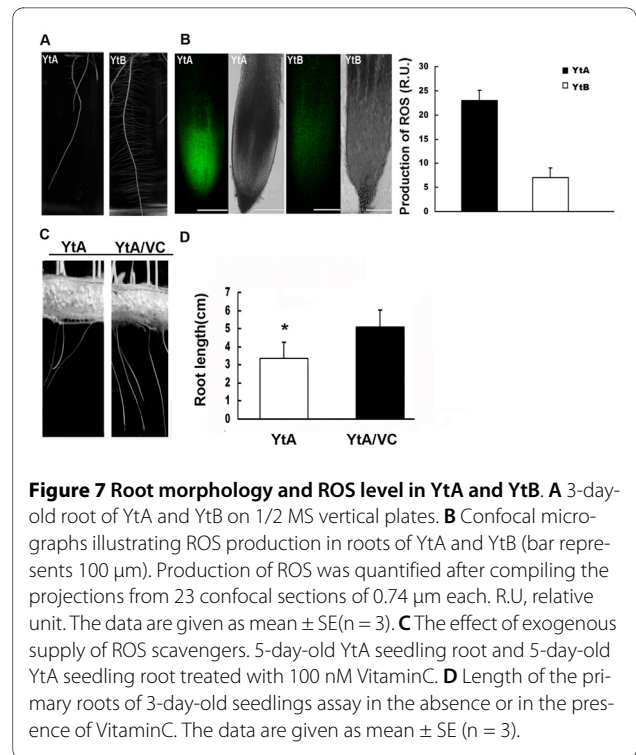 A
YtA
YtB
B
YtA
YtA
YtB
YtB
Production of ROS (R.U.)
30
25
20
15
10
5
0
YtA
YtB
C
YtA
YtA/VC
D
Root length(cm)
7
6
5
4
3
2
1
0
*
YtA
YtA/VC
Figure 7 Root morphology and ROS level in YtA and YtB. A 3-day-
old root of YtA and YtB on 1/2 MS vertical plates. B Confocal micro-
graphs illustrating ROS production in roots of YtA and YtB (bar repre-
sents 100 μm). Production of ROS was quantified after compiling the
projections from 23 confocal sections of 0.74 μm each. R.U, relative
unit. The data are given as mean ± SE(n = 3). C The effect of exogenous
supply of ROS scavengers. 5-day-old YtA seedling root and 5-day-old
YtA seedling root treated with 100 nM VitaminC. D Length of the pri-
mary roots of 3-day-old seedlings assay in the absence or in the pres-
ence of VitaminC. The data are given as mean ± SE (n = 3).